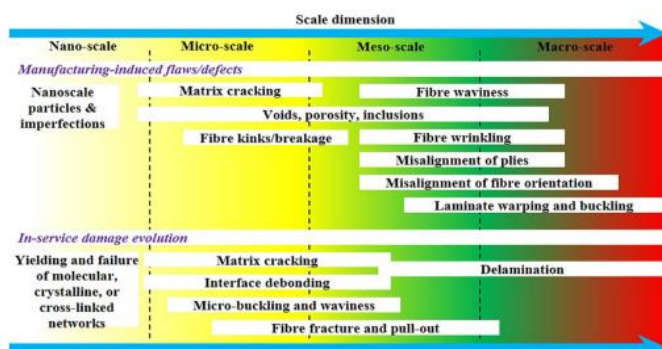 Scale dimension
Nano-scale Micro-scale Meso-scale Macro-scale
Manufacturing-induced flaws/defects
Nanoscale
particles &
imperfections
Matrix cracking
Fibre waviness
Voids, porosity, inclusions
Fibre kinks/breakage
Fibre wrinkling
Misalignment of plies
Misalignment of fibre orientation
Laminate warping and buckling
In-service damage evolution
Yielding and failure
of molecular,
crystalline, or
cross-linked
networks
Matrix cracking
Delamination
Interface debonding
Micro-buckling and waviness
Fibre fracture and pull-out